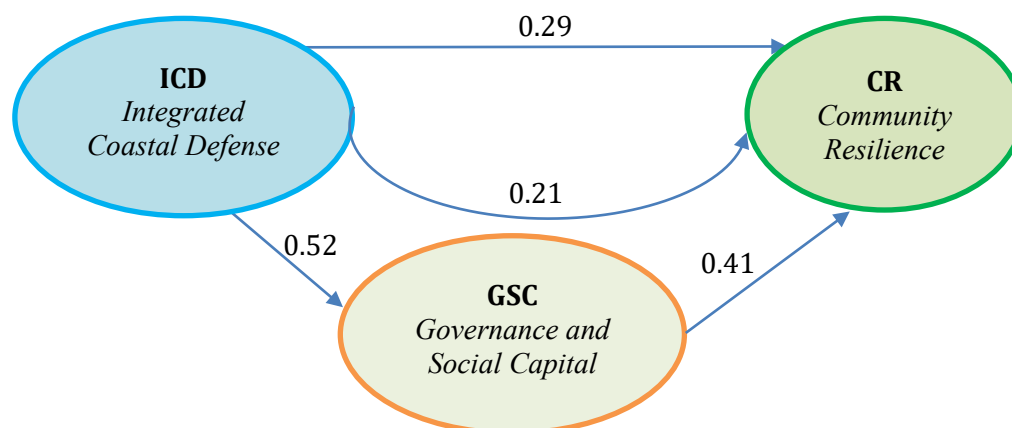 0.29
ICD
Integrated
Coastal Defense
CR
Community
Resilience
0.21
0.52
0.41
GSC
Governance and
Social Capital